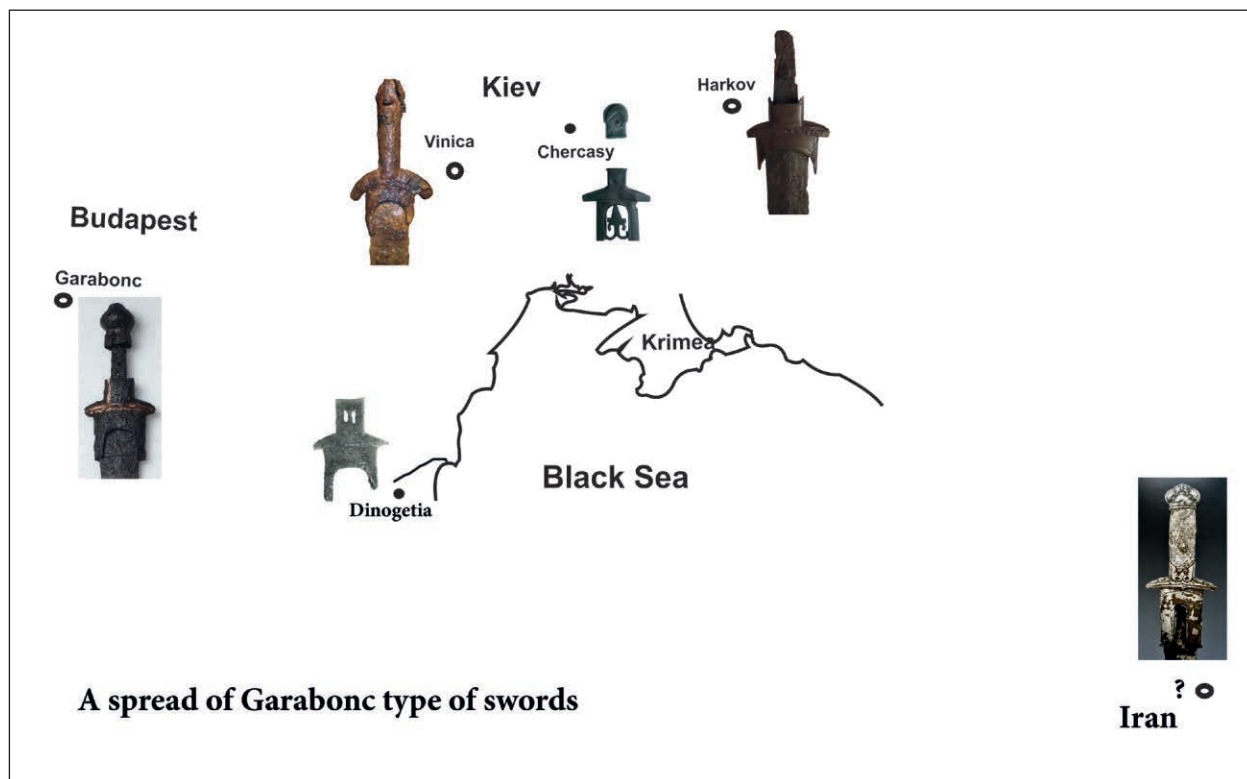 Kiev
Harkov
Vinica
Chercasy
Budapest
Garabonc
Krimea
Black Sea
Dinogetia
A spread of Garabonc type of swords
?
Iran